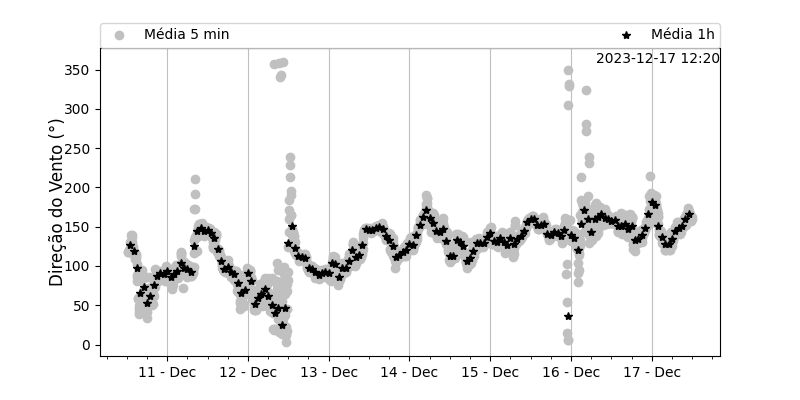 Média 5 min
Média 1h
2023-12-17 12:20
Direção do Vento (°)
350
300
250
200
150
100
50
0
11 - Dec
12 - Dec
13 - Dec
14 - Dec
15 - Dec
16 - Dec
17 - Dec